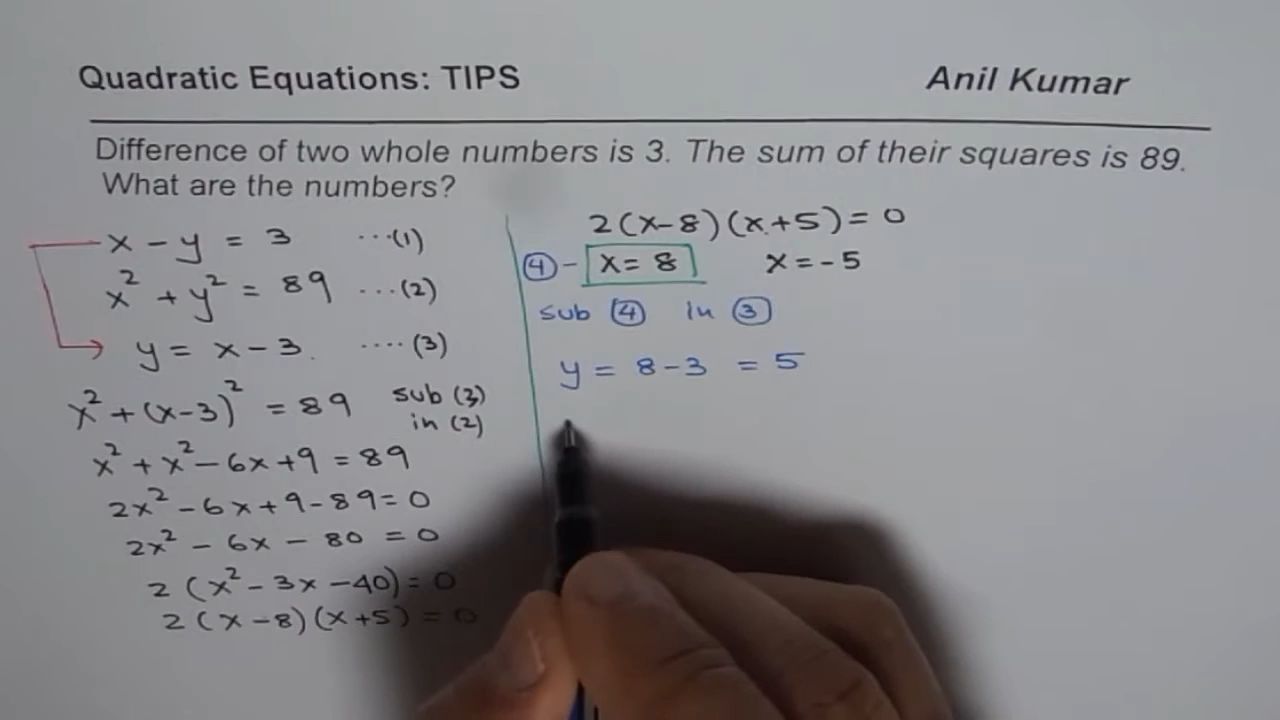 Quadratic Equations: TIPS Anil Kumar
Difference of two whole numbers is 3. The sum of their squares is 89.
What are the numbers?
x - y = 3 ...(1)
x² + y² = 89 ...(2)
y = x - 3. ....(3)
x² + (x-3)² = 89 sub (3)
in (2)
x² + x² - 6x + 9 = 89
2x² - 6x + 9 - 89 = 0
2x² - 6x - 80 = 0
2 (x² - 3x - 40) = 0
2 (x - 8) (x + 5) = 0
2 (x-8) (x+5) = 0
④ - x = 8 x = - 5
sub ④ in ③
y = 8 - 3 = 5